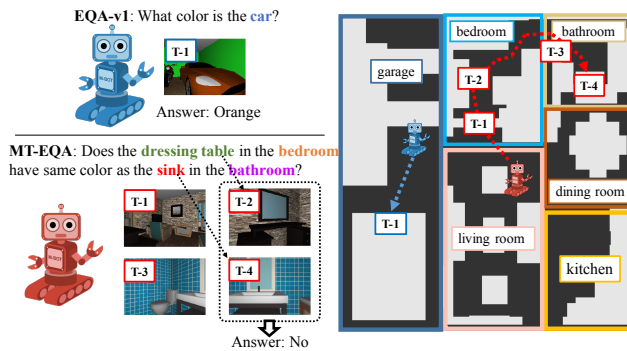 EQA-v1: What color is the car?
T-1
Answer: Orange
MT-EQA: Does the dressing table in the bedroom
have same color as the sink in the bathroom?
T-1
T-2
T-3
T-4
Answer: No
garage
bedroom
bathroom
T-3
T-2
T-4
T-1
T-1
living room
dining room
kitchen